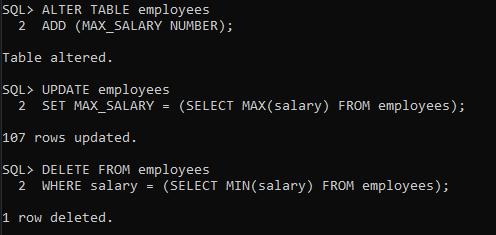 SQL> ALTER TABLE employees
  2  ADD (MAX_SALARY NUMBER);
Table altered.
SQL> UPDATE employees
  2  SET MAX_SALARY = (SELECT MAX(salary) FROM employees);
107 rows updated.
SQL> DELETE FROM employees
  2  WHERE salary = (SELECT MIN(salary) FROM employees);
1 row deleted.